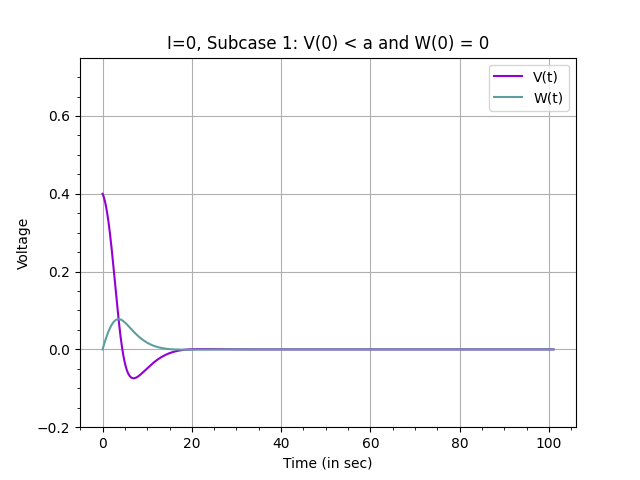 I=0, Subcase 1: V(0) < a and W(0) = 0
V(t)
W(t)
Voltage
0.6
0.4
0.2
0.0
−0.2
0 20 40 60 80 100
Time (in sec)